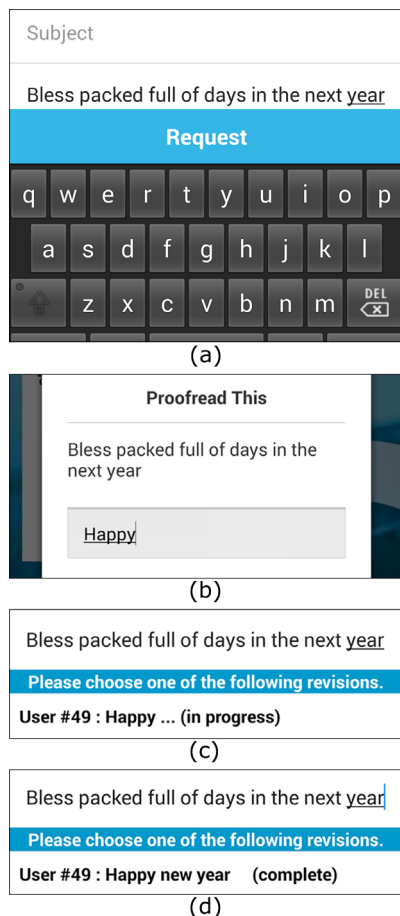 Subject
Bless packed full of days in the next year
Request
q w e r t y u i o p
a s d f g h j k l
z x c v b n m DEL
(a)
Proofread This
Bless packed full of days in the
next year
Happy
(b)
Bless packed full of days in the next year
Please choose one of the following revisions.
User #49 : Happy ... (in progress)
(c)
Bless packed full of days in the next year
Please choose one of the following revisions.
User #49 : Happy new year (complete)
(d)